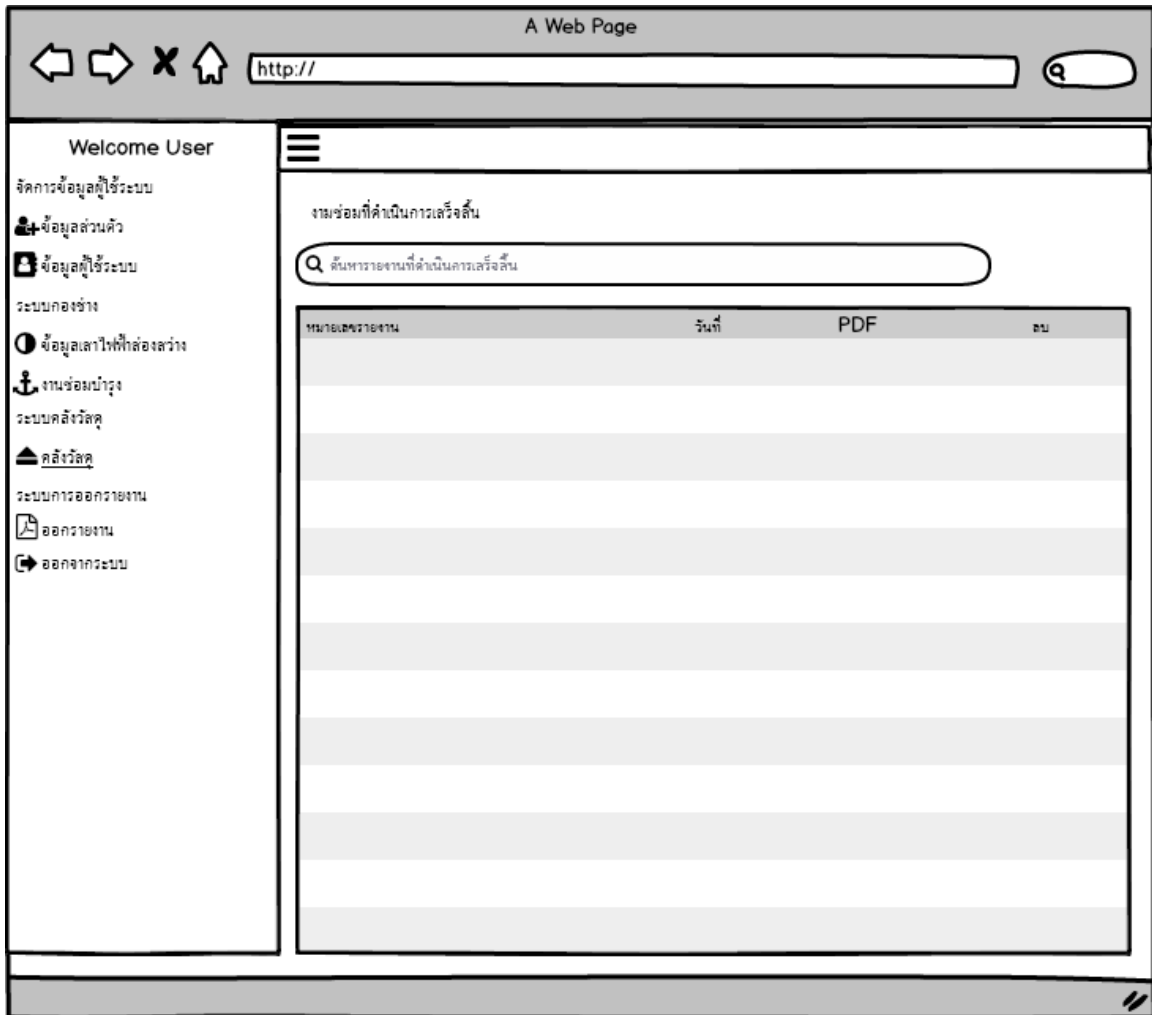 A Web Page
http://
Welcome User
จัดการข้อมูลผู้ใช้ระบบ
ข้อมูลส่วนตัว
ข้อมูลผู้ใช้ระบบ
ระบบกองช่าง
ข้อมูลเสาไฟฟ้าส่องสว่าง
งานซ่อมบำรุง
ระบบคลังวัสดุ
คลังวัสดุ
ระบบการออกรายงาน
ออกรายงาน
ออกจากระบบ
งามซ่อมที่ดำเนินการเสร็จสิ้น
ค้นหารายงานที่ดำเนินการเสร็จสิ้น
หมายเลขรายงาน วันที่ PDF ลบ